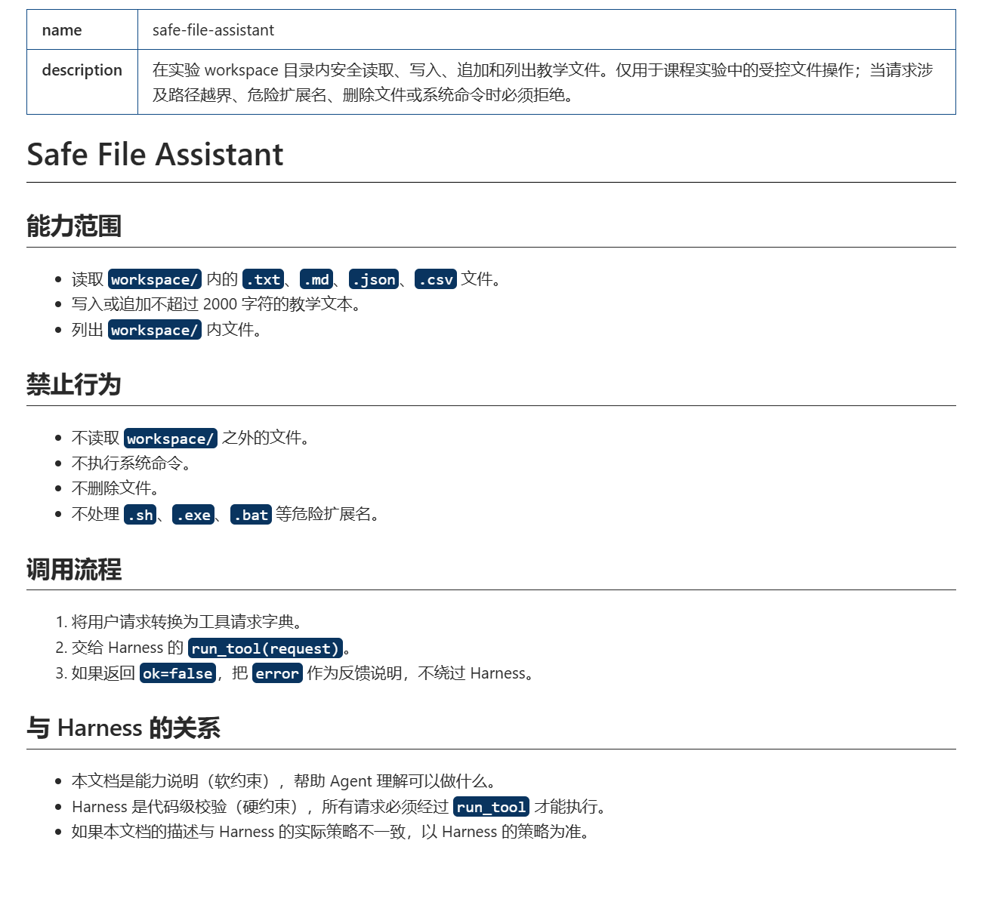 name
safe-file-assistant
description
在实验 workspace 目录内安全读取、写入、追加和列出教学文件。仅用于课程实验中的受控文件操作；当请求涉
及路径越界、危险扩展名、删除文件或系统命令时必须拒绝。
Safe File Assistant
能力范围
读取 workspace/ 内的 .txt、.md、.json、.csv 文件。
写入或追加不超过 2000 字符的教学文本。
列出 workspace/ 内文件。
禁止行为
不读取 workspace/ 之外的文件。
不执行系统命令。
不删除文件。
不处理 .sh、.exe、.bat 等危险扩展名。
调用流程
1. 将用户请求转换为工具请求字典。
2. 交给 Harness 的 run_tool(request)。
3. 如果返回 ok=false，把 error 作为反馈说明，不绕过 Harness。
与 Harness 的关系
本文档是能力说明（软约束），帮助 Agent 理解可以做什么。
Harness 是代码级校验（硬约束），所有请求必须经过 run_tool 才能执行。
如果本文档的描述与 Harness 的实际策略不一致，以 Harness 的策略为准。